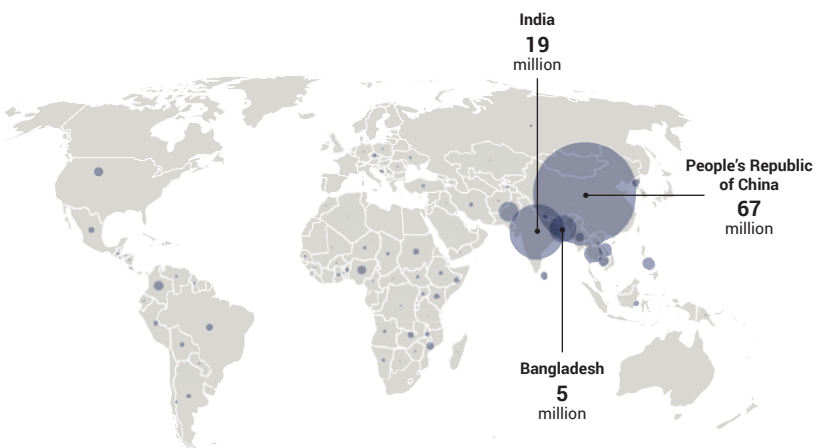 India
19
million
People's Republic
of China
67
million
Bangladesh
5
million